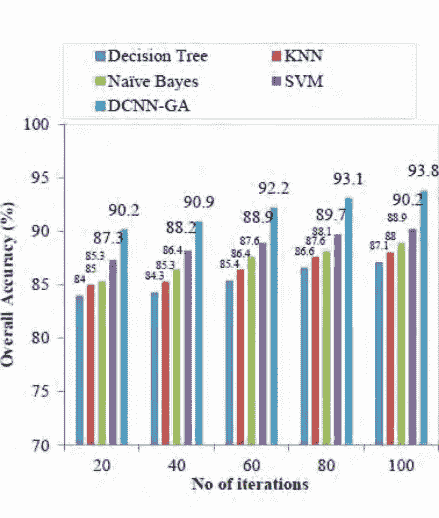 Decision Tree KNN
Naïve Bayes SVM
DCNN-GA
Overall Accuracy (%)
100
95
90
85
80
75
70
84 85 85.3 87.3 90.2
84.3 85.3 86.4 88.2 90.9
85.4 86.4 87.6 88.9 92.2
86.6 87.6 88.1 89.7 93.1
87.1 88 88.9 90.2 93.8
20 40 60 80 100
No of iterations